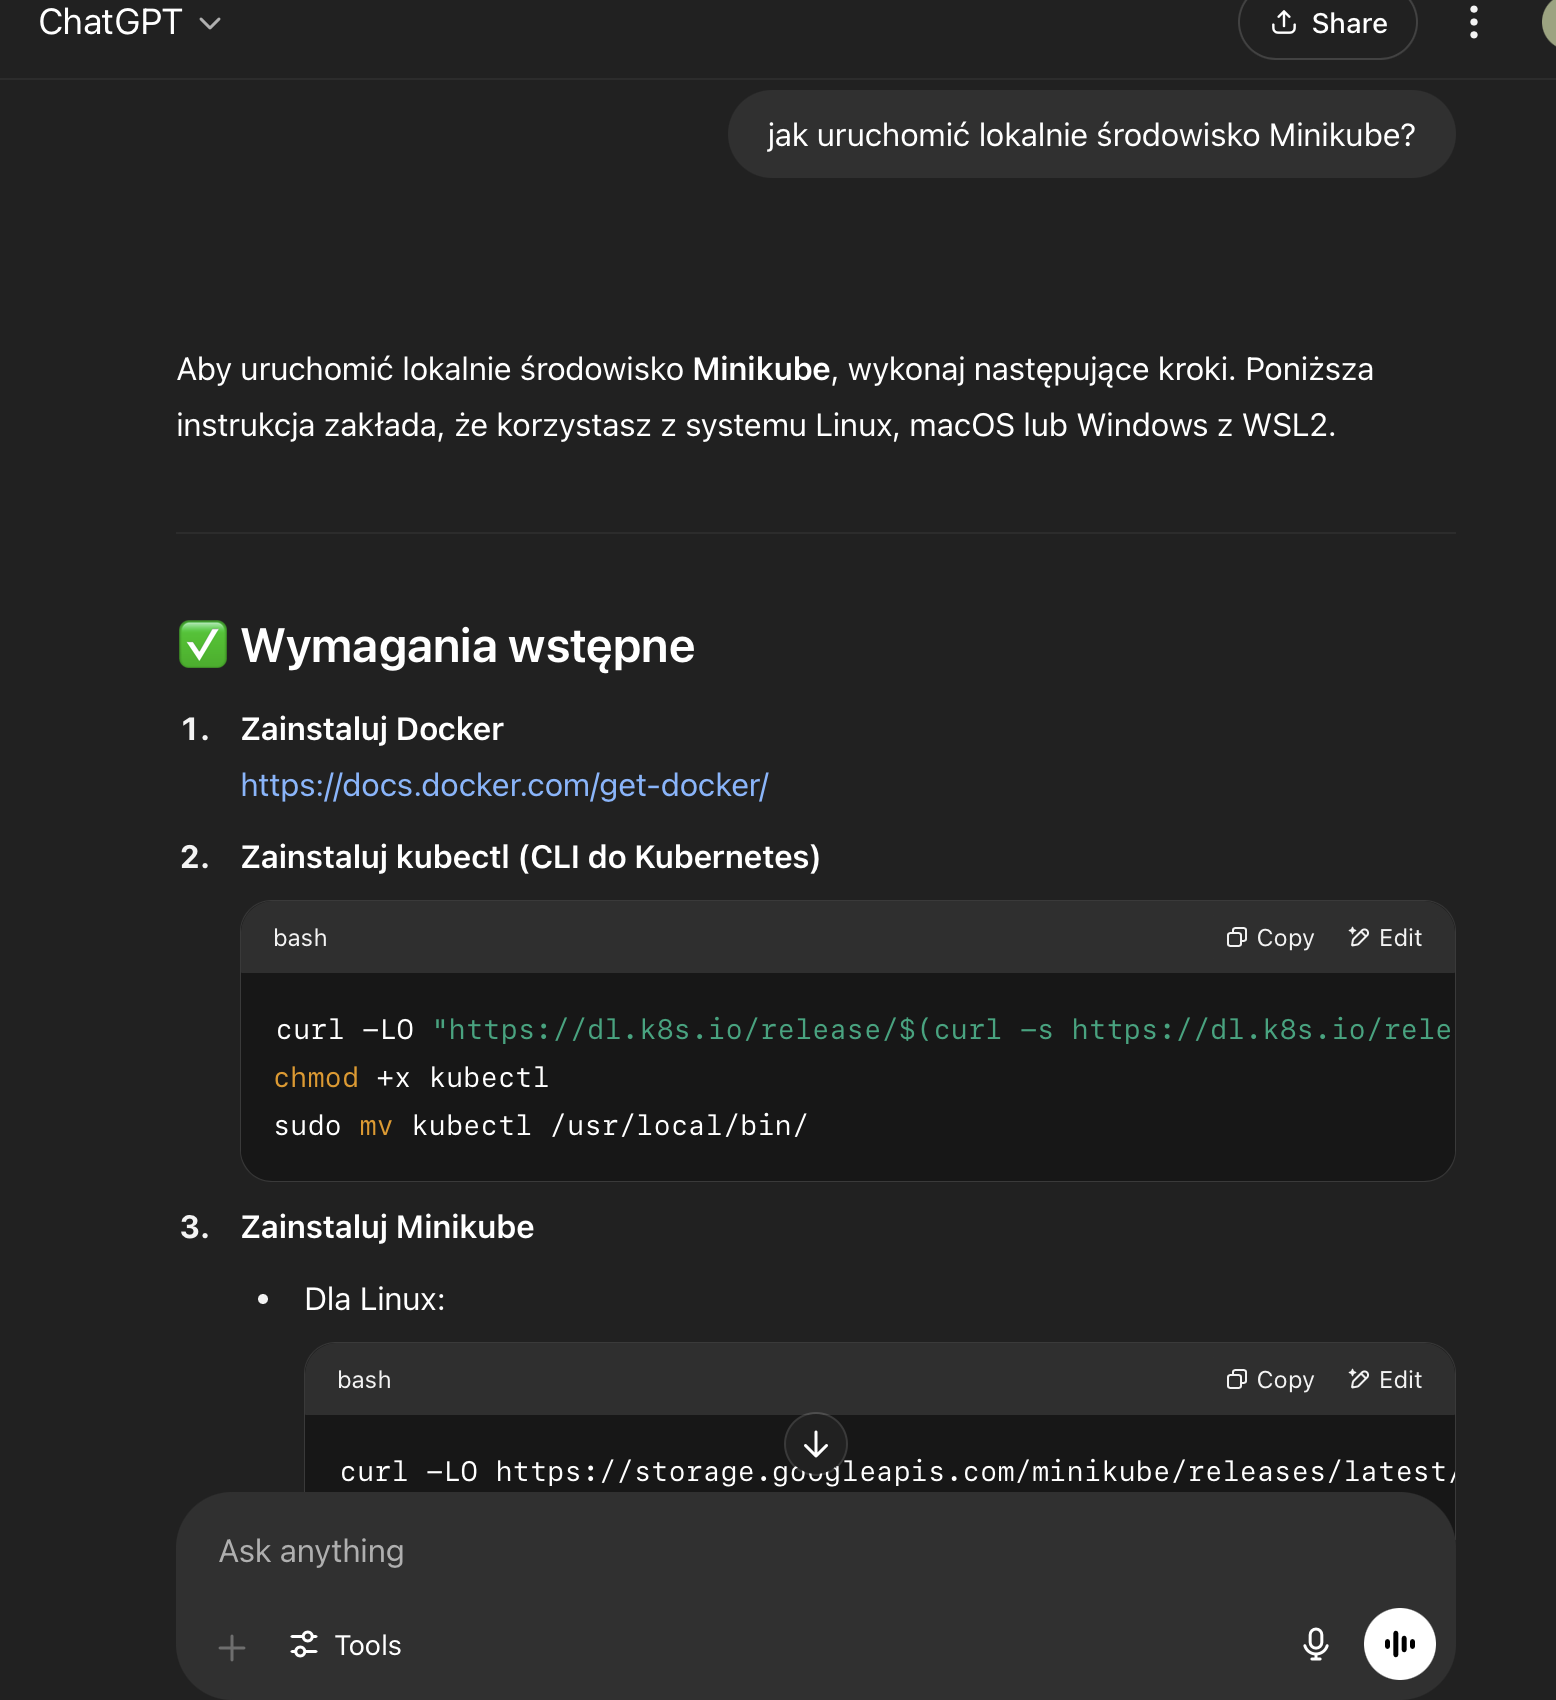 ChatGPT
Share
jak uruchomić lokalnie środowisko Minikube?
Aby uruchomić lokalnie środowisko Minikube, wykonaj następujące kroki. Poniższa
instrukcja zakłada, że korzystasz z systemu Linux, macOS lub Windows z WSL2.
✅ Wymagania wstępne
1. Zainstaluj Docker
https://docs.docker.com/get-docker/
2. Zainstaluj kubectl (CLI do Kubernetes)
bash
Copy Edit
curl -LO "https://dl.k8s.io/release/$(curl -s https://dl.k8s.io/rele
chmod +x kubectl
sudo mv kubectl /usr/local/bin/
3. Zainstaluj Minikube
• Dla Linux:
bash
Copy Edit
curl -LO https://storage.googleapis.com/minikube/releases/latest/
Ask anything
Tools